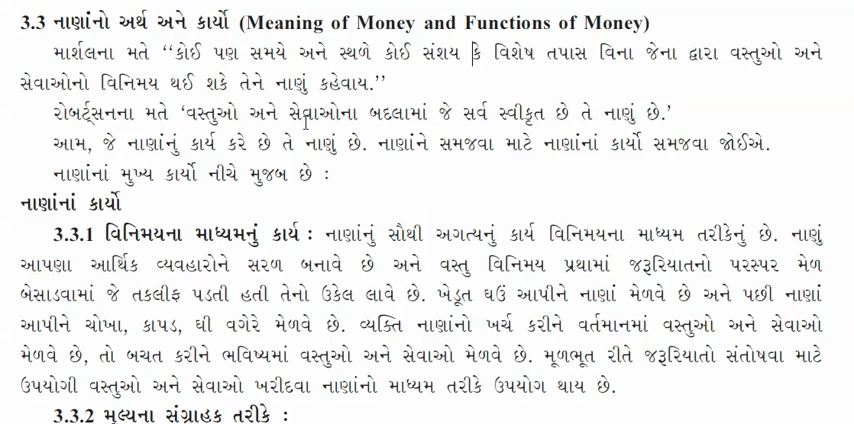 3.3 નાણાંનો અર્થ અને કાર્યો (Meaning of Money and Functions of Money)
માર્શલના મતે ‘‘કોઈ પણ સમયે અને સ્થળે કોઈ સંશય કે વિશેષ તપાસ વિના જેના દ્વારા વસ્તુઓ અને
સેવાઓનો વિનિમય થઈ શકે તેને નાણું કહેવાય.’’
રોબર્ટ્સનના મતે ‘વસ્તુઓ અને સેવાઓના બદલામાં જે સર્વ સ્વીકૃત છે તે નાણું છે.’
આમ, જે નાણાંનું કાર્ય કરે છે તે નાણું છે. નાણાંને સમજવા માટે નાણાંનાં કાર્યો સમજવા જોઈએ.
નાણાંનાં મુખ્ય કાર્યો નીચે મુજબ છે :
નાણાંનાં કાર્યો
3.3.1 વિનિમયના માધ્યમનું કાર્ય : નાણાંનું સૌથી અગત્યનું કાર્ય વિનિમયના માધ્યમ તરીકેનું છે. નાણું
આપણા આર્થિક વ્યવહારોને સરળ બનાવે છે અને વસ્તુ વિનિમય પ્રથામાં જરૂરિયાતનો પરસ્પર મેળ
બેસાડવામાં જે તકલીફ પડતી હતી તેનો ઉકેલ લાવે છે. ખેડૂત ઘઉં આપીને નાણાં મેળવે છે અને પછી નાણાં
આપીને ચોખા, કાપડ, ઘી વગેરે મેળવે છે. વ્યક્તિ નાણાંનો ખર્ચ કરીને વર્તમાનમાં વસ્તુઓ અને સેવાઓ
મેળવે છે, તો બચત કરીને ભવિષ્યમાં વસ્તુઓ અને સેવાઓ મેળવે છે. મૂળભૂત રીતે જરૂરિયાતો સંતોષવા માટે
ઉપયોગી વસ્તુઓ અને સેવાઓ ખરીદવા નાણાંનો માધ્યમ તરીકે ઉપયોગ થાય છે.
3.3.2 મૂલ્યના સંગ્રાહક તરીકે :